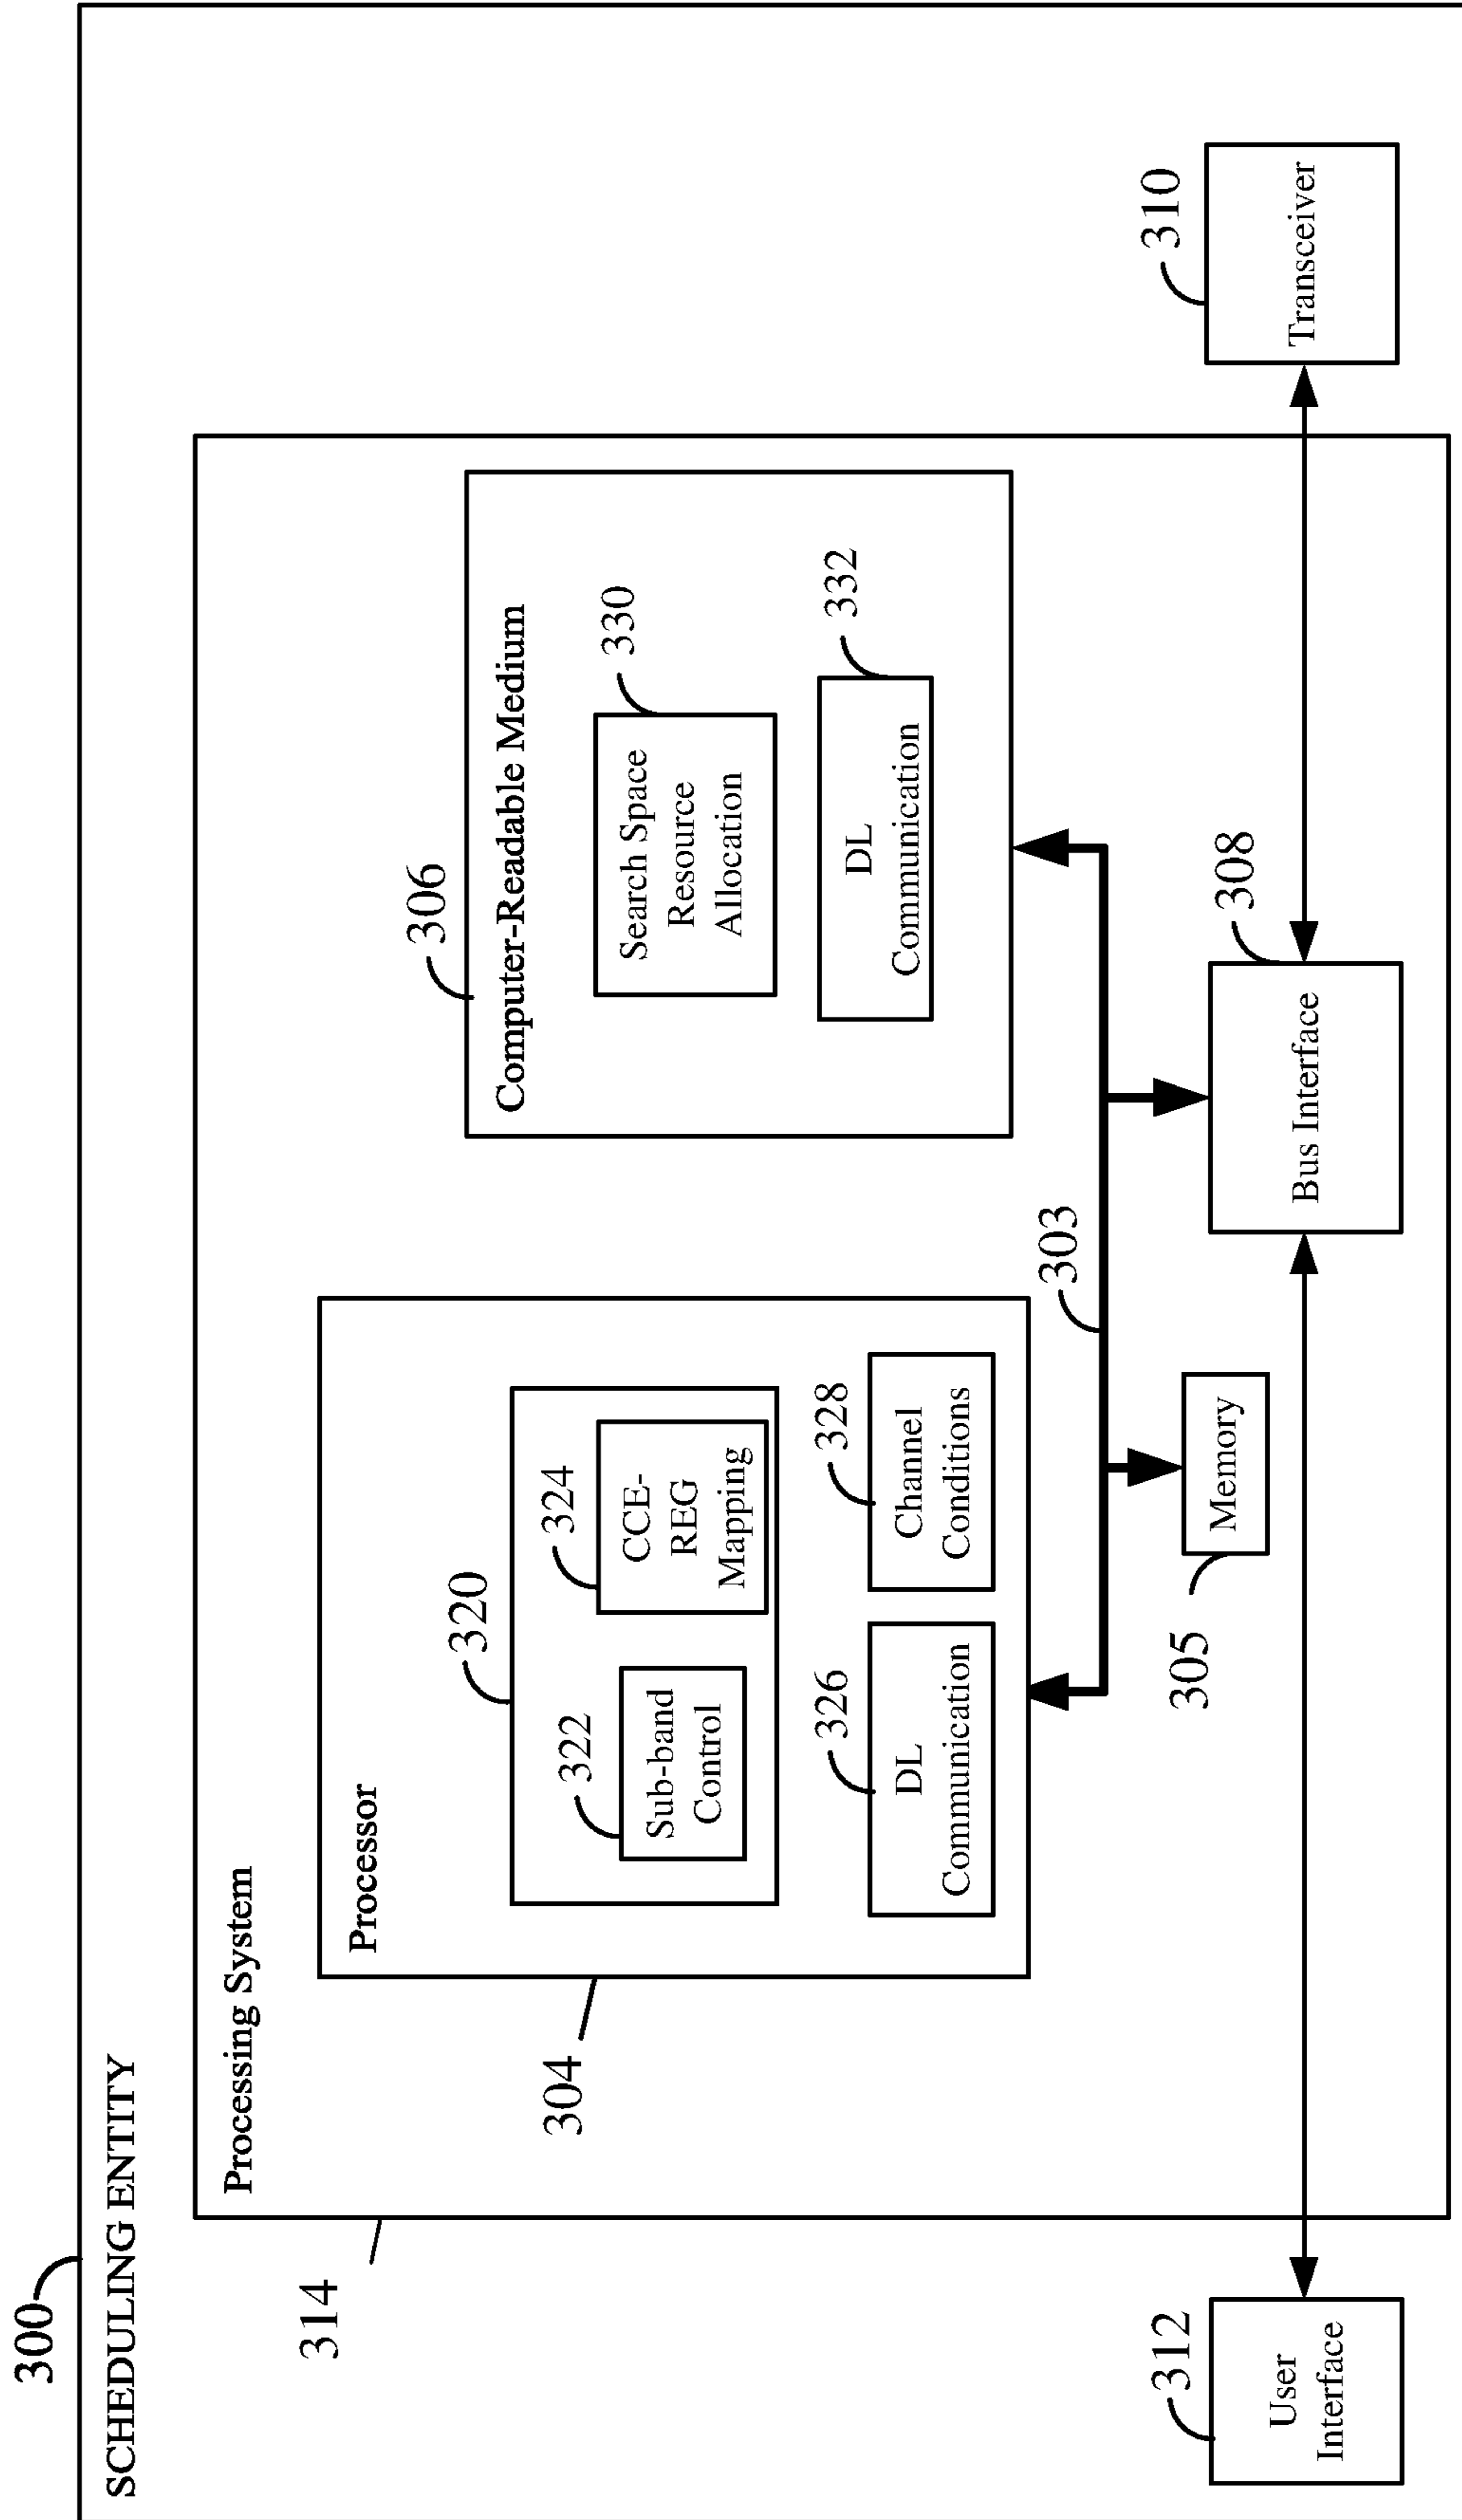 300
SCHEDULING ENTITY
314
Processing System
304
Processor
320
322
Sub-band
Control
324
CCE-
REG
Mapping
326
DL
Communication
328
Channel
Conditions
306
Computer-Readable Medium
330
Search Space
Resource
Allocation
332
DL
Communication
303
305
Memory
308
Bus Interface
312
User
Interface
310
Transceiver